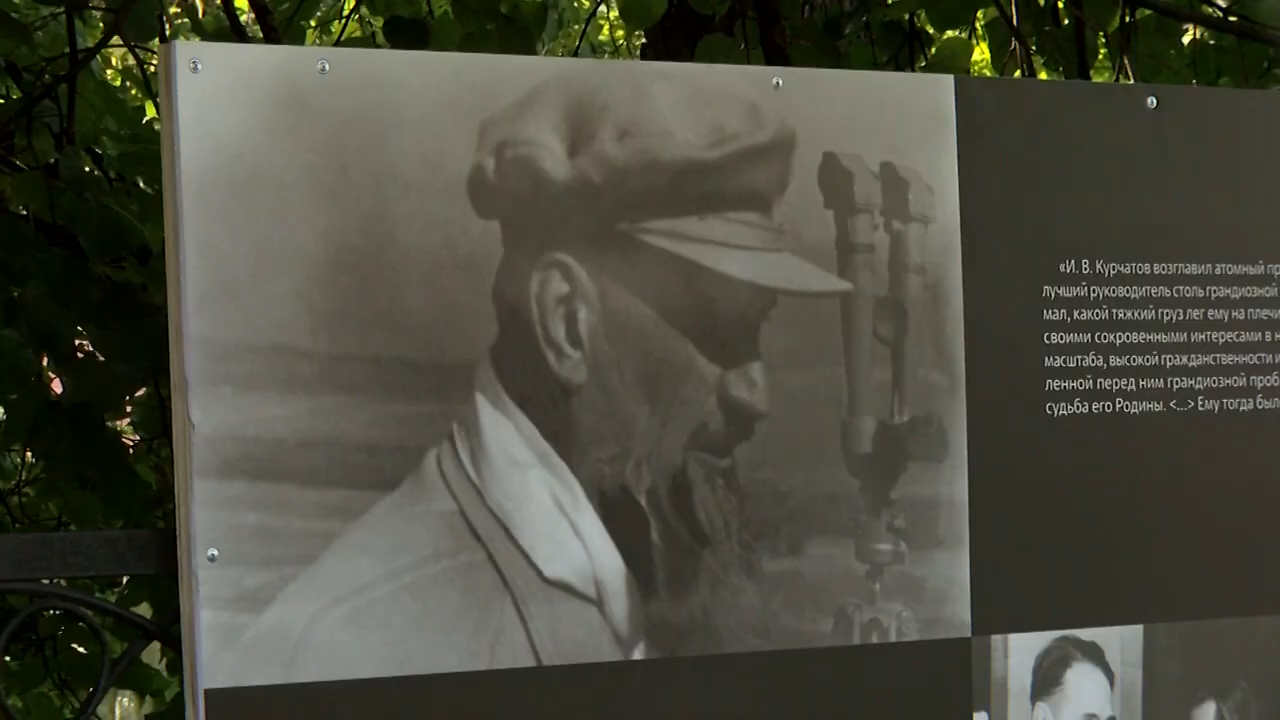 «И. В. Курчатов возглавил атомный пр
лучший руководитель столь грандиозной
мал, какой тяжкий груз лег ему на плечи
своими сокровенными интересами в н
масштаба, высокой гражданственности и
ленной перед ним грандиозной проб
судьба его Родины. <...> Ему тогда был